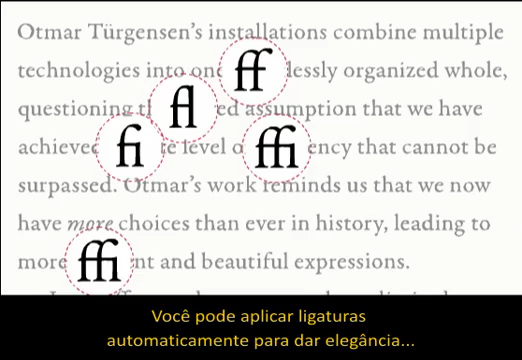 Otmar Türgensen's installations combine multiple
technologies into one ff lessly organized whole,
questioning fl ed assumption that we have
achieved fi te level o ffi ency that cannot be
surpassed. Otmar's work reminds us that we now
have more choices than ever in history, leading to
more ffi nt and beautiful expressions.
Você pode aplicar ligaturas
automaticamente para dar elegância...